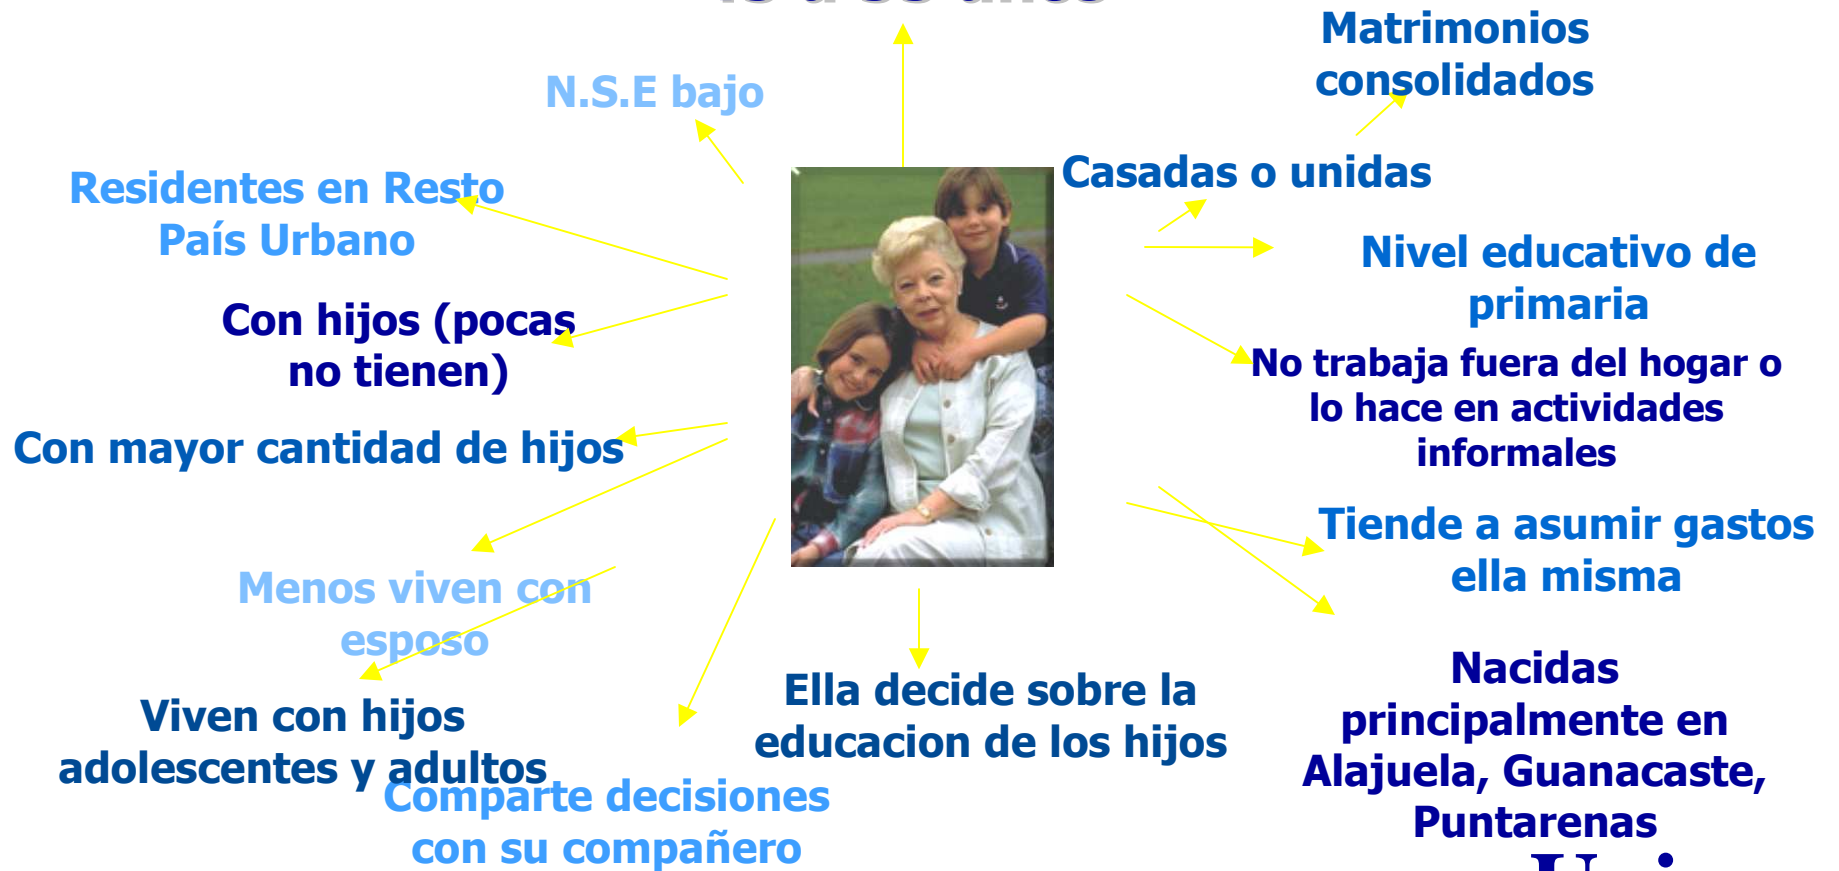 Matrimonios
consolidados
N.S.E bajo
Casadas o unidas
Residentes en Resto
País Urbano
Nivel educativo de
primaria
Con hijos (pocas
no tienen)
No trabaja fuera del hogar o
lo hace en actividades
informales
Con mayor cantidad de hijos
Tiende a asumir gastos
ella misma
Menos viven con
esposo
Ella decide sobre la
educacion de los hijos
Nacidas
principalmente en
Alajuela, Guanacaste,
Puntarenas
Viven con hijos
adolescentes y adultos
Comparte decisiones
con su compañero